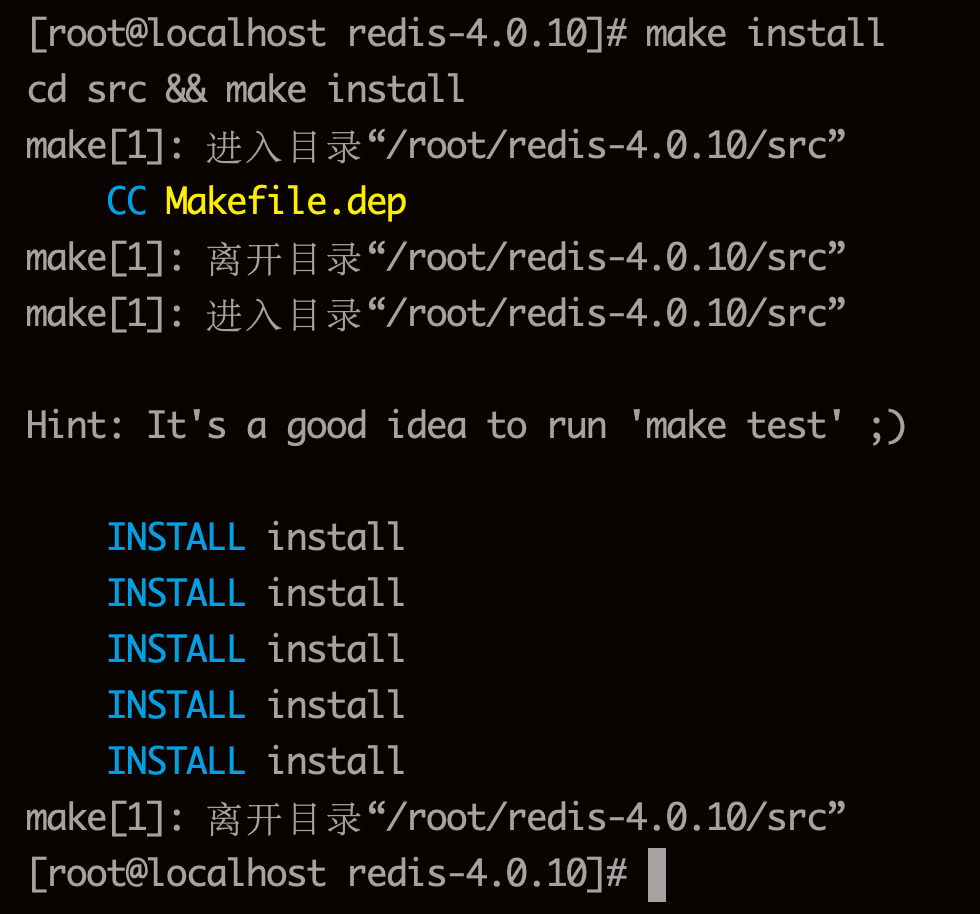 [root@localhost redis-4.0.10]# make install
cd src && make install
make[1]: 进入目录“/root/redis-4.0.10/src”
CC Makefile.dep
make[1]: 离开目录“/root/redis-4.0.10/src”
make[1]: 进入目录“/root/redis-4.0.10/src”
Hint: It's a good idea to run 'make test' ;)
INSTALL install
INSTALL install
INSTALL install
INSTALL install
INSTALL install
make[1]: 离开目录“/root/redis-4.0.10/src”
[root@localhost redis-4.0.10]#